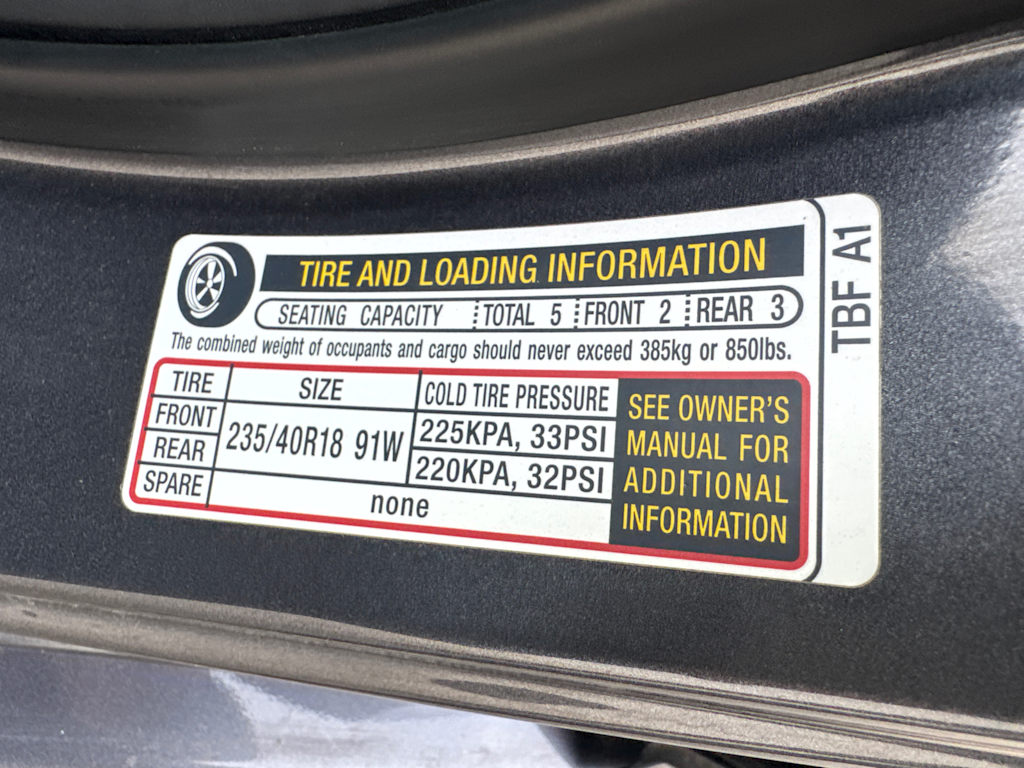 TIRE AND LOADING INFORMATION
SEATING CAPACITY TOTAL 5 FRONT 2 REAR 3
The combined weight of occupants and cargo should never exceed 385kg or 850lbs.
TIRE SIZE COLD TIRE PRESSURE
FRONT 235/40R18 91W 225KPA, 33PSI
REAR 220KPA, 32PSI
SPARE none
SEE OWNER'S
MANUAL FOR
ADDITIONAL
INFORMATION
TBF A1